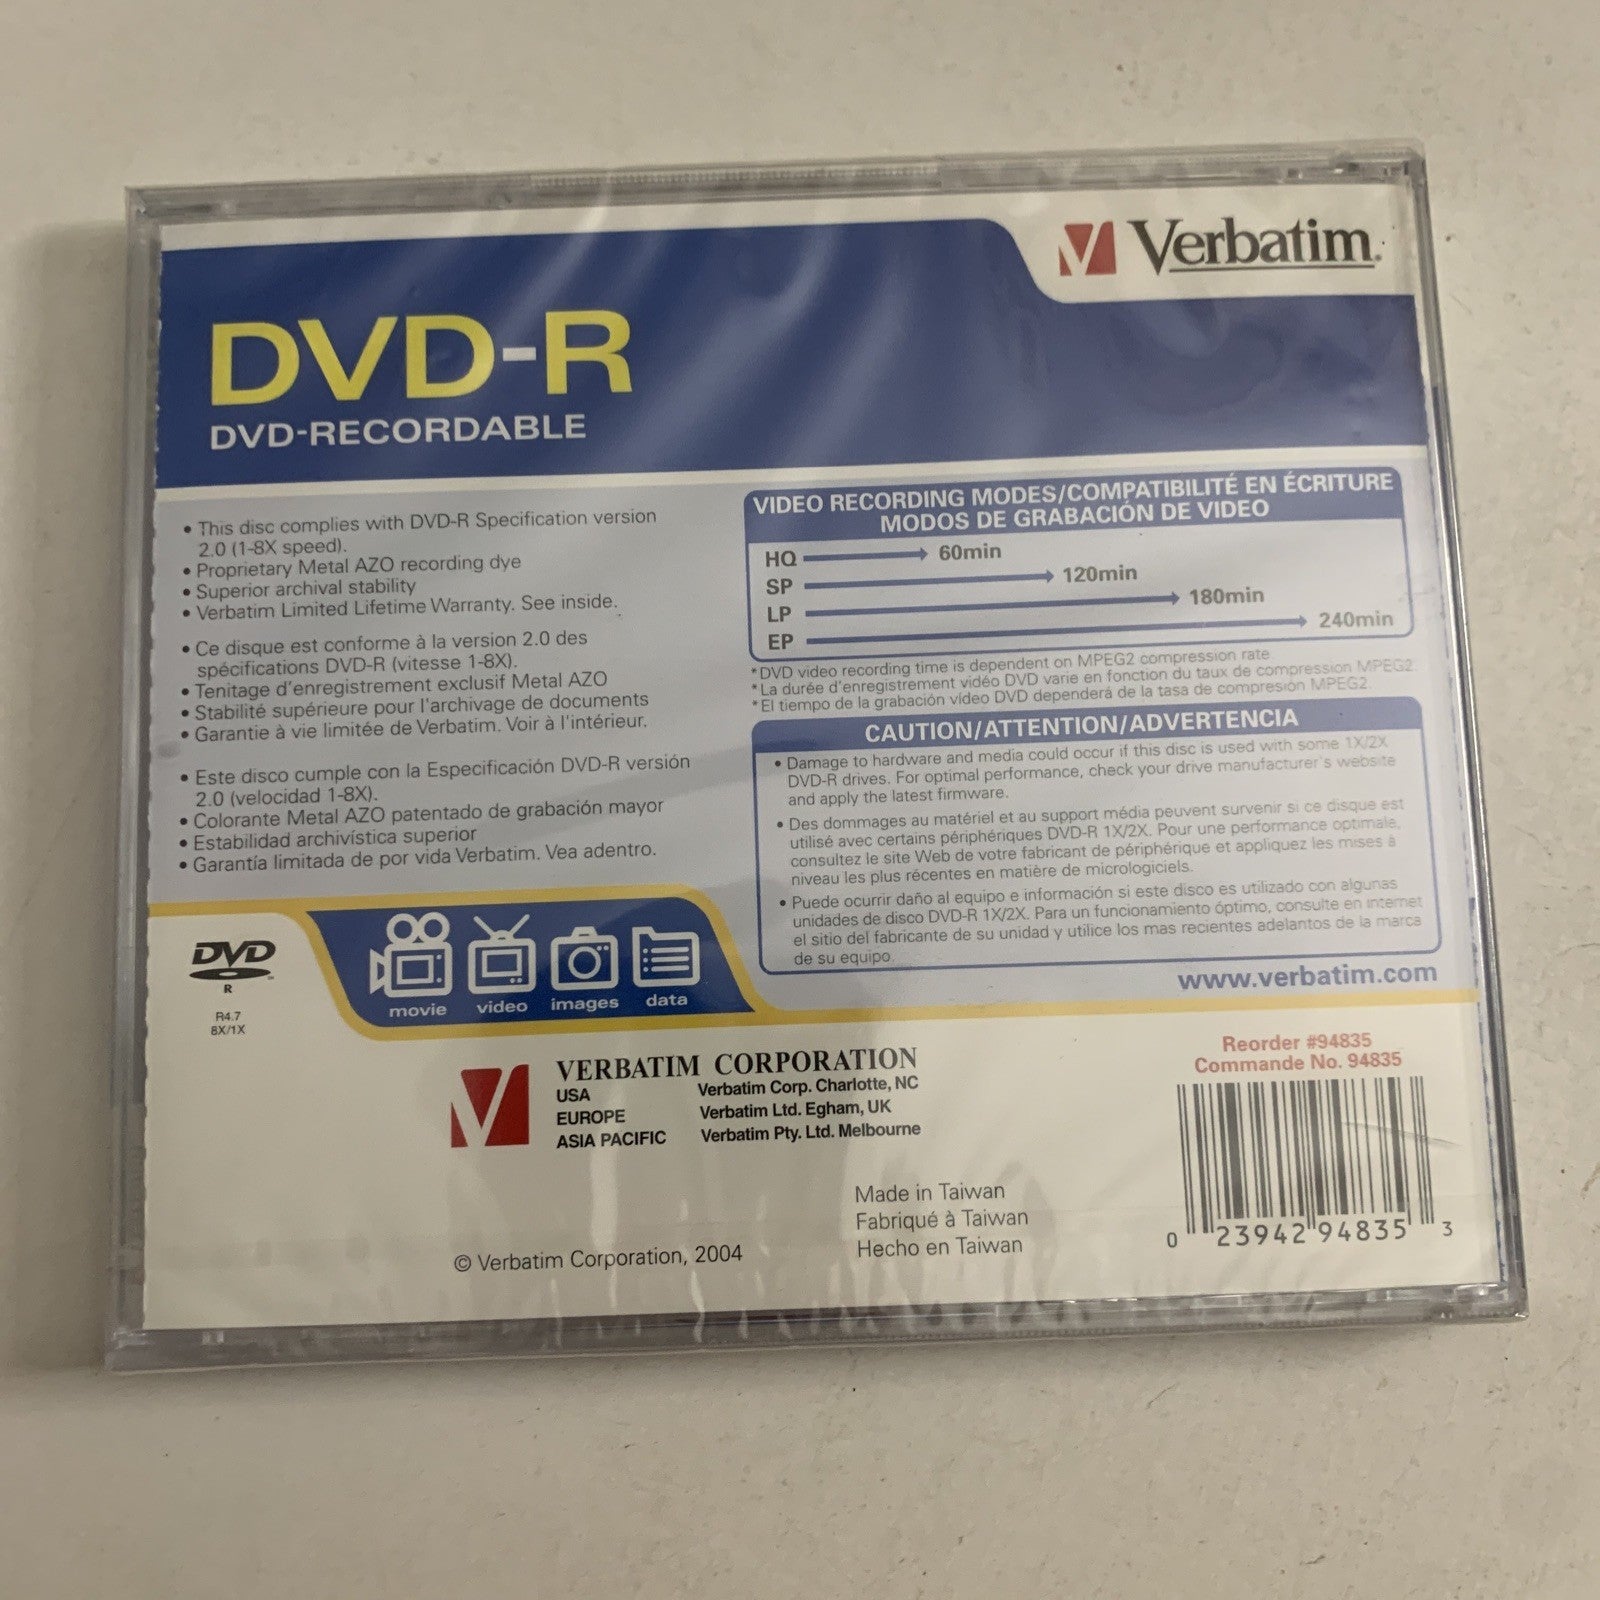 Verbatim.
DVD-R
DVD-RECORDABLE
• This disc complies with DVD-R Specification version
2.0 (1-8X speed).
• Proprietary Metal AZO recording dye
• Superior archival stability
• Verbatim Limited Lifetime Warranty. See inside.
• Ce disque est conforme à la version 2.0 des
spécifications DVD-R (vitesse 1-8X).
• Tenitage d'enregistrement exclusif Metal AZO
• Stabilité supérieure pour l'archivage de documents
• Garantie à vie limitée de Verbatim. Voir à l'intérieur.
• Este disco cumple con la Especificación DVD-R versión
2.0 (velocidad 1-8X).
• Colorante Metal AZO patentado de grabación mayor
• Estabilidad archivística superior
• Garantía limitada de por vida Verbatim. Vea adentro.
VIDEO RECORDING MODES/COMPATIBILITÉ EN ÉCRITURE
MODOS DE GRABACIÓN DE VIDEO
HQ 60min
SP 120min
LP 180min
EP 240min
*DVD video recording time is dependent on MPEG2 compression rate
*La durée d'enregistrement vidéo DVD varie en fonction du taux de compression MPEG2.
*El tiempo de la grabación vídeo DVD dependerá de la tasa de compresión MPEG2.
CAUTION/ATTENTION/ADVERTENCIA
• Damage to hardware and media could occur if this disc is used with some 1X/2X
DVD-R drives. For optimal performance, check your drive manufacturer's website
and apply the latest firmware.
• Des dommages au matériel et au support média peuvent survenir si ce disque est
utilisé avec certains périphériques DVD-R 1X/2X. Pour une performance optimale,
consultez le site Web de votre fabricant de périphérique et appliquez les mises à
niveau les plus récentes en matière de micrologiciels.
• Puede ocurrir daño al equipo e información si este disco es utilizado con algunas
unidades de disco DVD-R 1X/2X. Para un funcionamiento óptimo, consulte en internet
el sitio del fabricante de su unidad y utilice los mas recientes adelantos de la marca
de su equipo
www.verbatim.com
DVD
R
R4.7
8X/1X
movie video images data
VERBATIM CORPORATION
USA Verbatim Corp. Charlotte, NC
EUROPE Verbatim Ltd. Egham, UK
ASIA PACIFIC Verbatim Pty. Ltd. Melbourne
Reorder #94835
Commande No. 94835
0 23942 94835 3
Made in Taiwan
Fabriqué à Taiwan
Hecho en Taiwan
© Verbatim Corporation, 2004